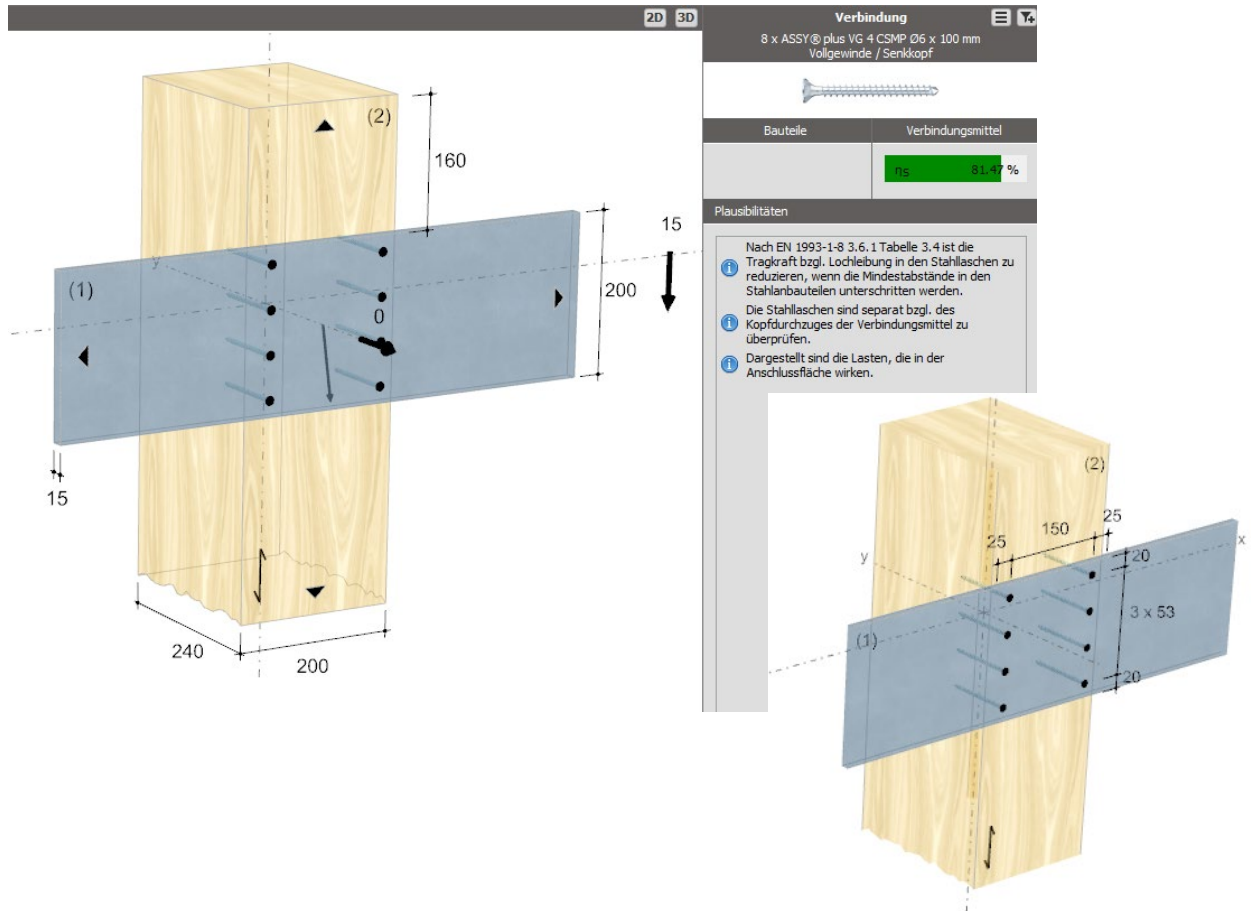 2D 3D
(2)
160
15
y
(1)
200
0
15
240
200
Verbindung
8 x ASSY® plus VG 4 CSMP Ø6 x 100 mm
Vollgewinde / Senkkopf
Bauteile Verbindungsmittel
ηs 81.47 %
Plausibilitäten
Nach EN 1993-1-8 3.6.1 Tabelle 3.4 ist die
Tragkraft bzgl. Lochleibung in den Stahllaschen zu
reduzieren, wenn die Mindestabstände in den
Stahlanbauteilen unterschritten werden.
Die Stahllaschen sind separat bzgl. des
Kopfdurchzuges der Verbindungsmittel zu
überprüfen.
Dargestellt sind die Lasten, die in der
Anschlussfläche wirken.
(2)
25
150
25
y
20
x
3 x 53
(1)
20